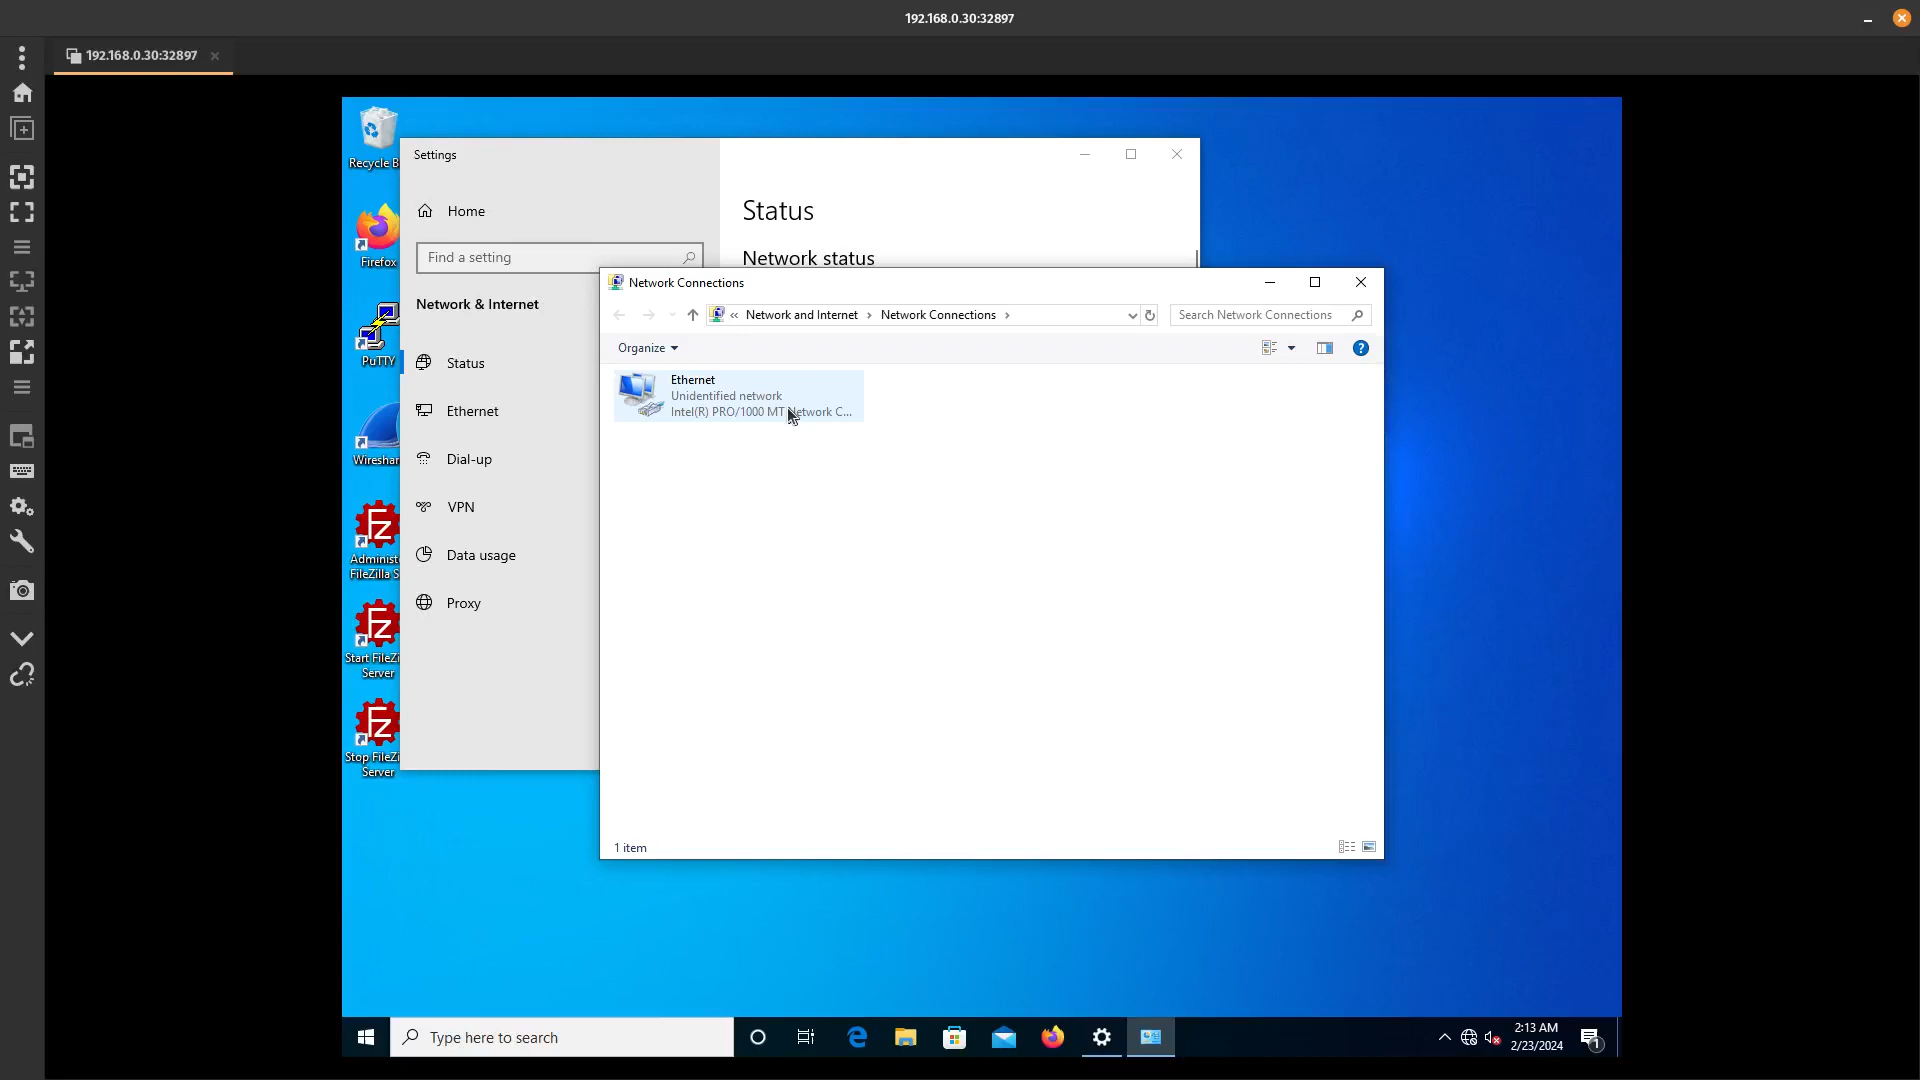 192.168.0.30:32897
192.168.0.30:32897
Recycle B
Firefox
PuTTY
Wireshar
Administ
FileZilla S
Start FileZi
Server
Stop FileZi
Server
Settings
Home
Find a setting
Network & Internet
Status
Ethernet
Dial-up
VPN
Data usage
Proxy
Status
Network status
Network Connections
« Network and Internet › Network Connections ›
Search Network Connections
Organize
Ethernet
Unidentified network
Intel(R) PRO/1000 MT Network C...
1 item
Type here to search
2:13 AM
2/23/2024
1